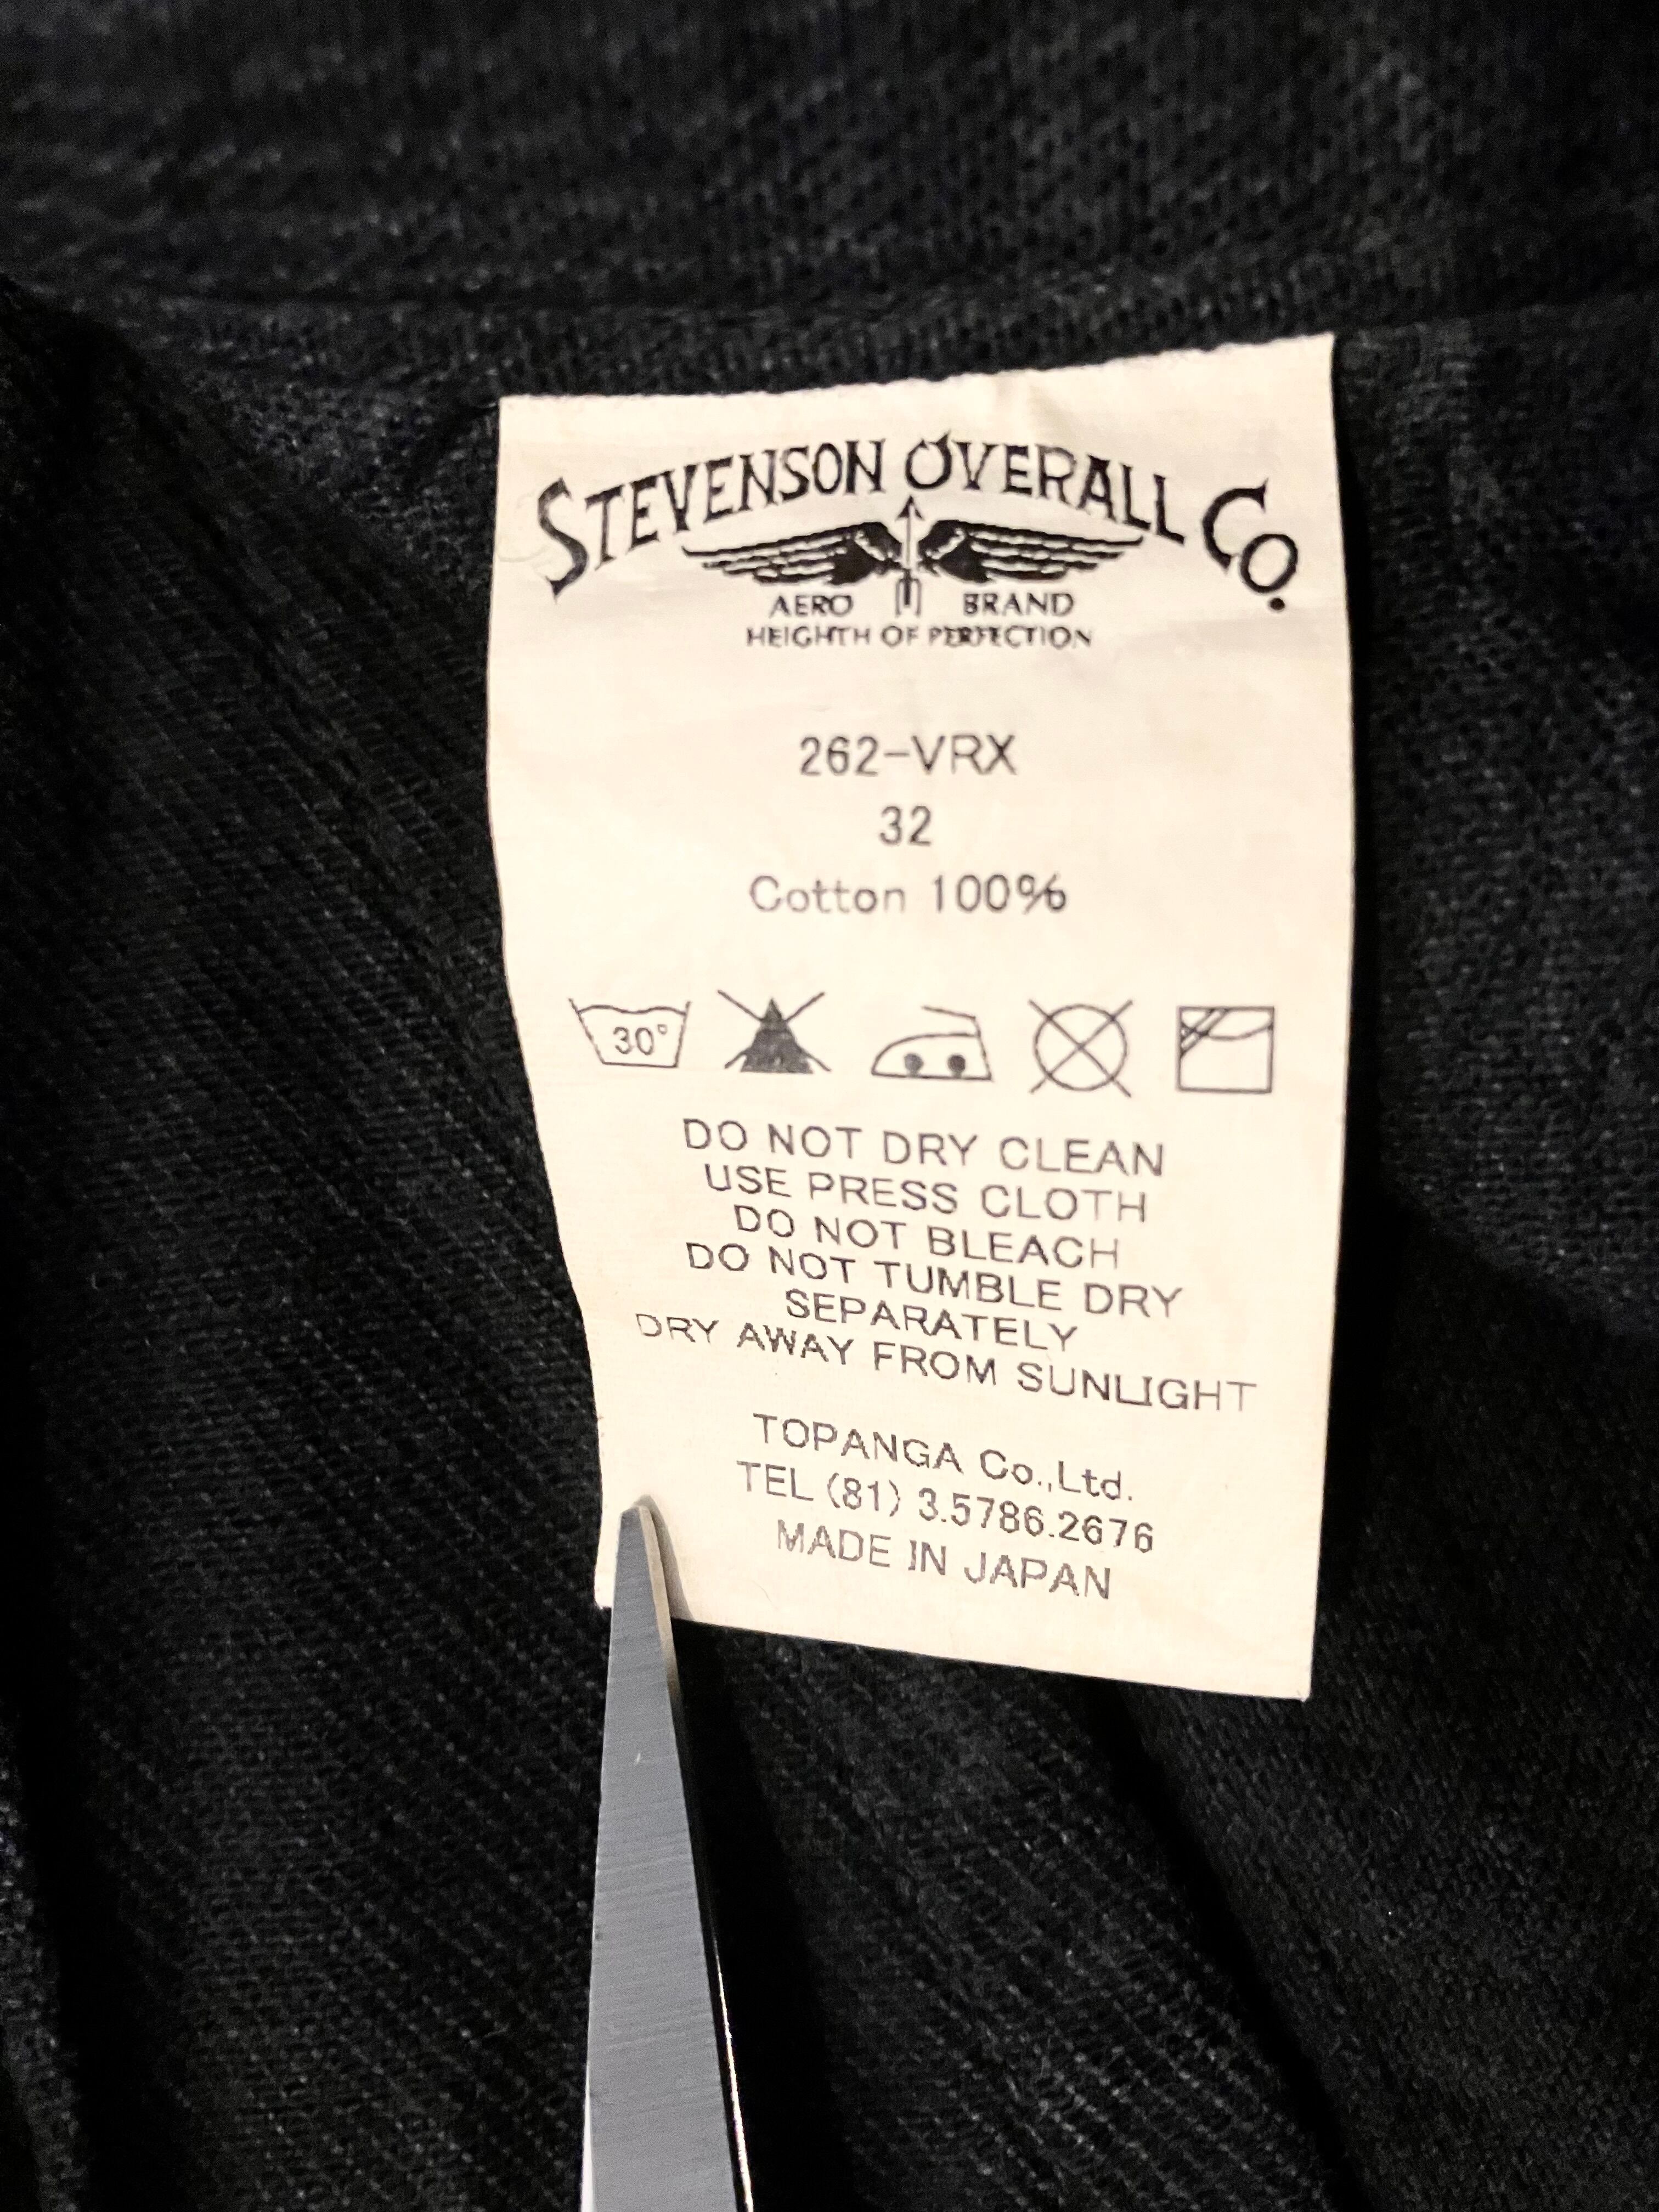 STEVENSON OVERALL CO.
AERO BRAND
HEIGHTH OF PERFECTION
262-VRX
32
Cotton 100%
30°
DO NOT DRY CLEAN
USE PRESS CLOTH
DO NOT BLEACH
DO NOT TUMBLE DRY
SEPARATELY
DRY AWAY FROM SUNLIGHT
TOPANGA Co.,Ltd.
TEL (81) 3.5786.2676
MADE IN JAPAN